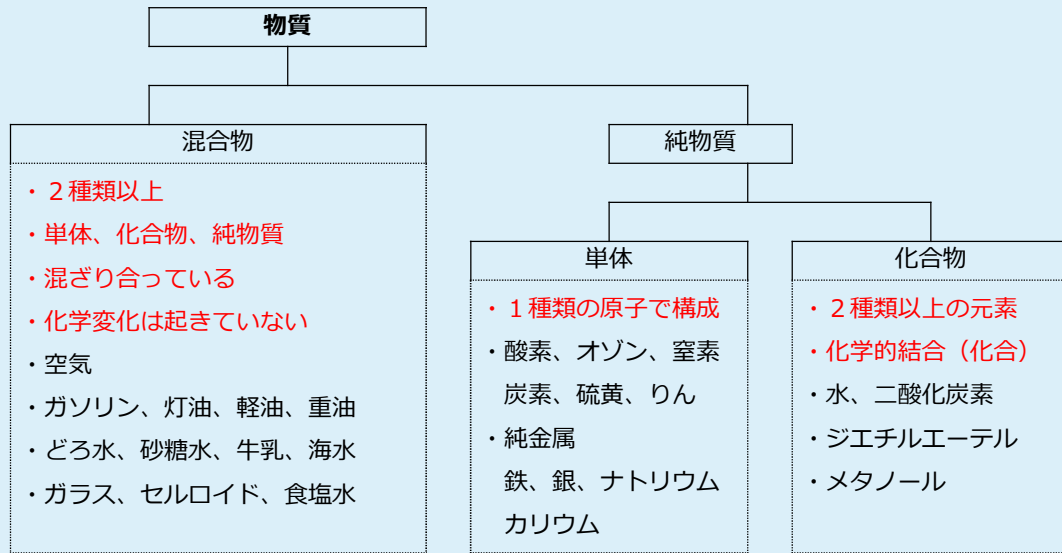 物質
混合物
・２種類以上
・単体、化合物、純物質
・混ざり合っている
・化学変化は起きていない
・空気
・ガソリン、灯油、軽油、重油
・どろ水、砂糖水、牛乳、海水
・ガラス、セルロイド、食塩水
純物質
単体
・１種類の原子で構成
・酸素、オゾン、窒素
炭素、硫黄、りん
・純金属
鉄、銀、ナトリウム
カリウム
化合物
・２種類以上の元素
・化学的結合（化合）
・水、二酸化炭素
・ジエチルエーテル
・メタノール